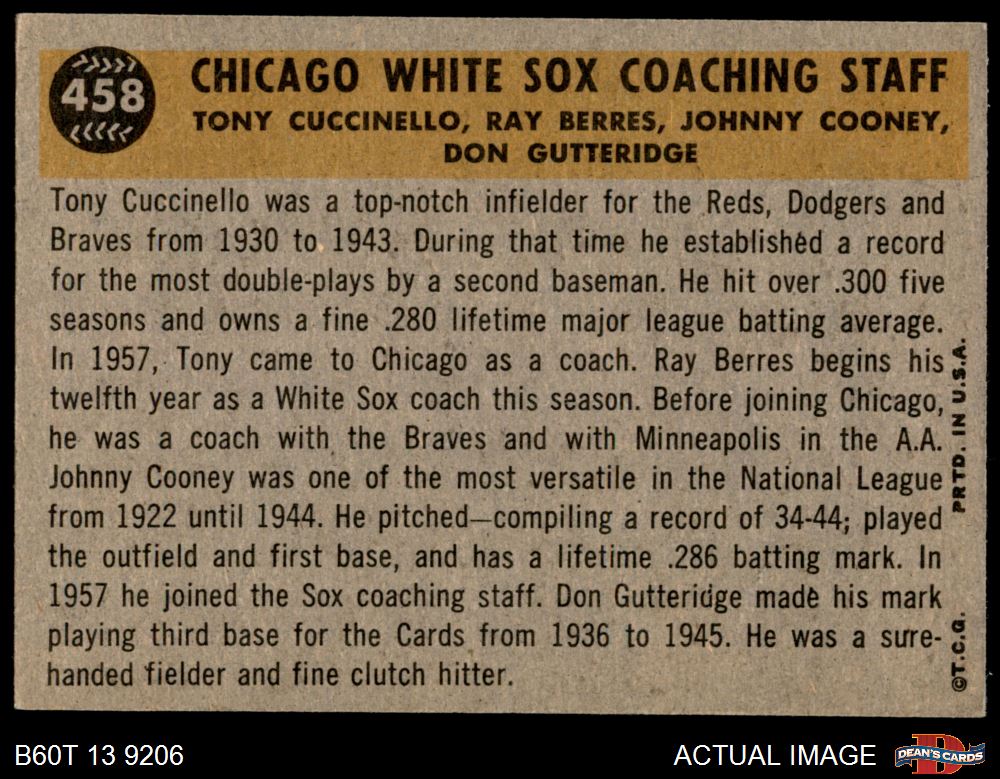 458
CHICAGO WHITE SOX COACHING STAFF
TONY CUCCINELLO, RAY BERRES, JOHNNY COONEY,
DON GUTTERIDGE
Tony Cuccinello was a top-notch infielder for the Reds, Dodgers and
Braves from 1930 to 1943. During that time he established a record
for the most double-plays by a second baseman. He hit over .300 five
seasons and owns a fine .280 lifetime major league batting average.
In 1957, Tony came to Chicago as a coach. Ray Berres begins his
twelfth year as a White Sox coach this season. Before joining Chicago,
he was a coach with the Braves and with Minneapolis in the A.A.
Johnny Cooney was one of the most versatile in the National League
from 1922 until 1944. He pitched—compiling a record of 34-44; played
the outfield and first base, and has a lifetime .286 batting mark. In
1957 he joined the Sox coaching staff. Don Gutteridge made his mark
playing third base for the Cards from 1936 to 1945. He was a sure-
handed fielder and fine clutch hitter.
©T.C.G. PRTD. IN U.S.A.
B60T 13 9206
ACTUAL IMAGE
DEAN'S CARDS